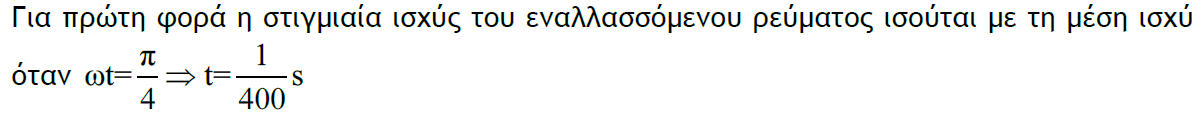 Για πρώτη φορά η στιγμιαία ισχύς του εναλλασσόμενου ρεύματος ισούται με τη μέση ισχύ
όταν ωt=π/4 ⇒ t=1/400 s